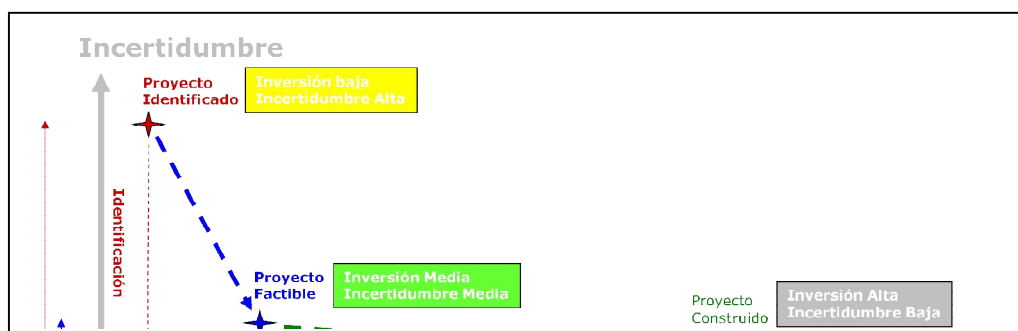 Incertidumbre
Proyecto
Identificado
Inversión baja
Incertidumbre Alta
Identificación
Proyecto
Factible
Inversión Media
Incertidumbre Media
Proyecto
Construido
Inversión Alta
Incertidumbre Baja